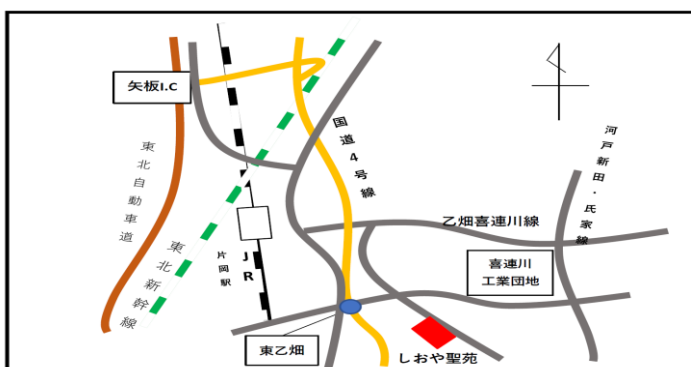 矢板I.C
東北自動車道
東北新幹線
片岡駅
JR
国道4号線
河戸新田・氏家線
乙畑喜連川線
喜連川
工業団地
東乙畑
しおや聖苑